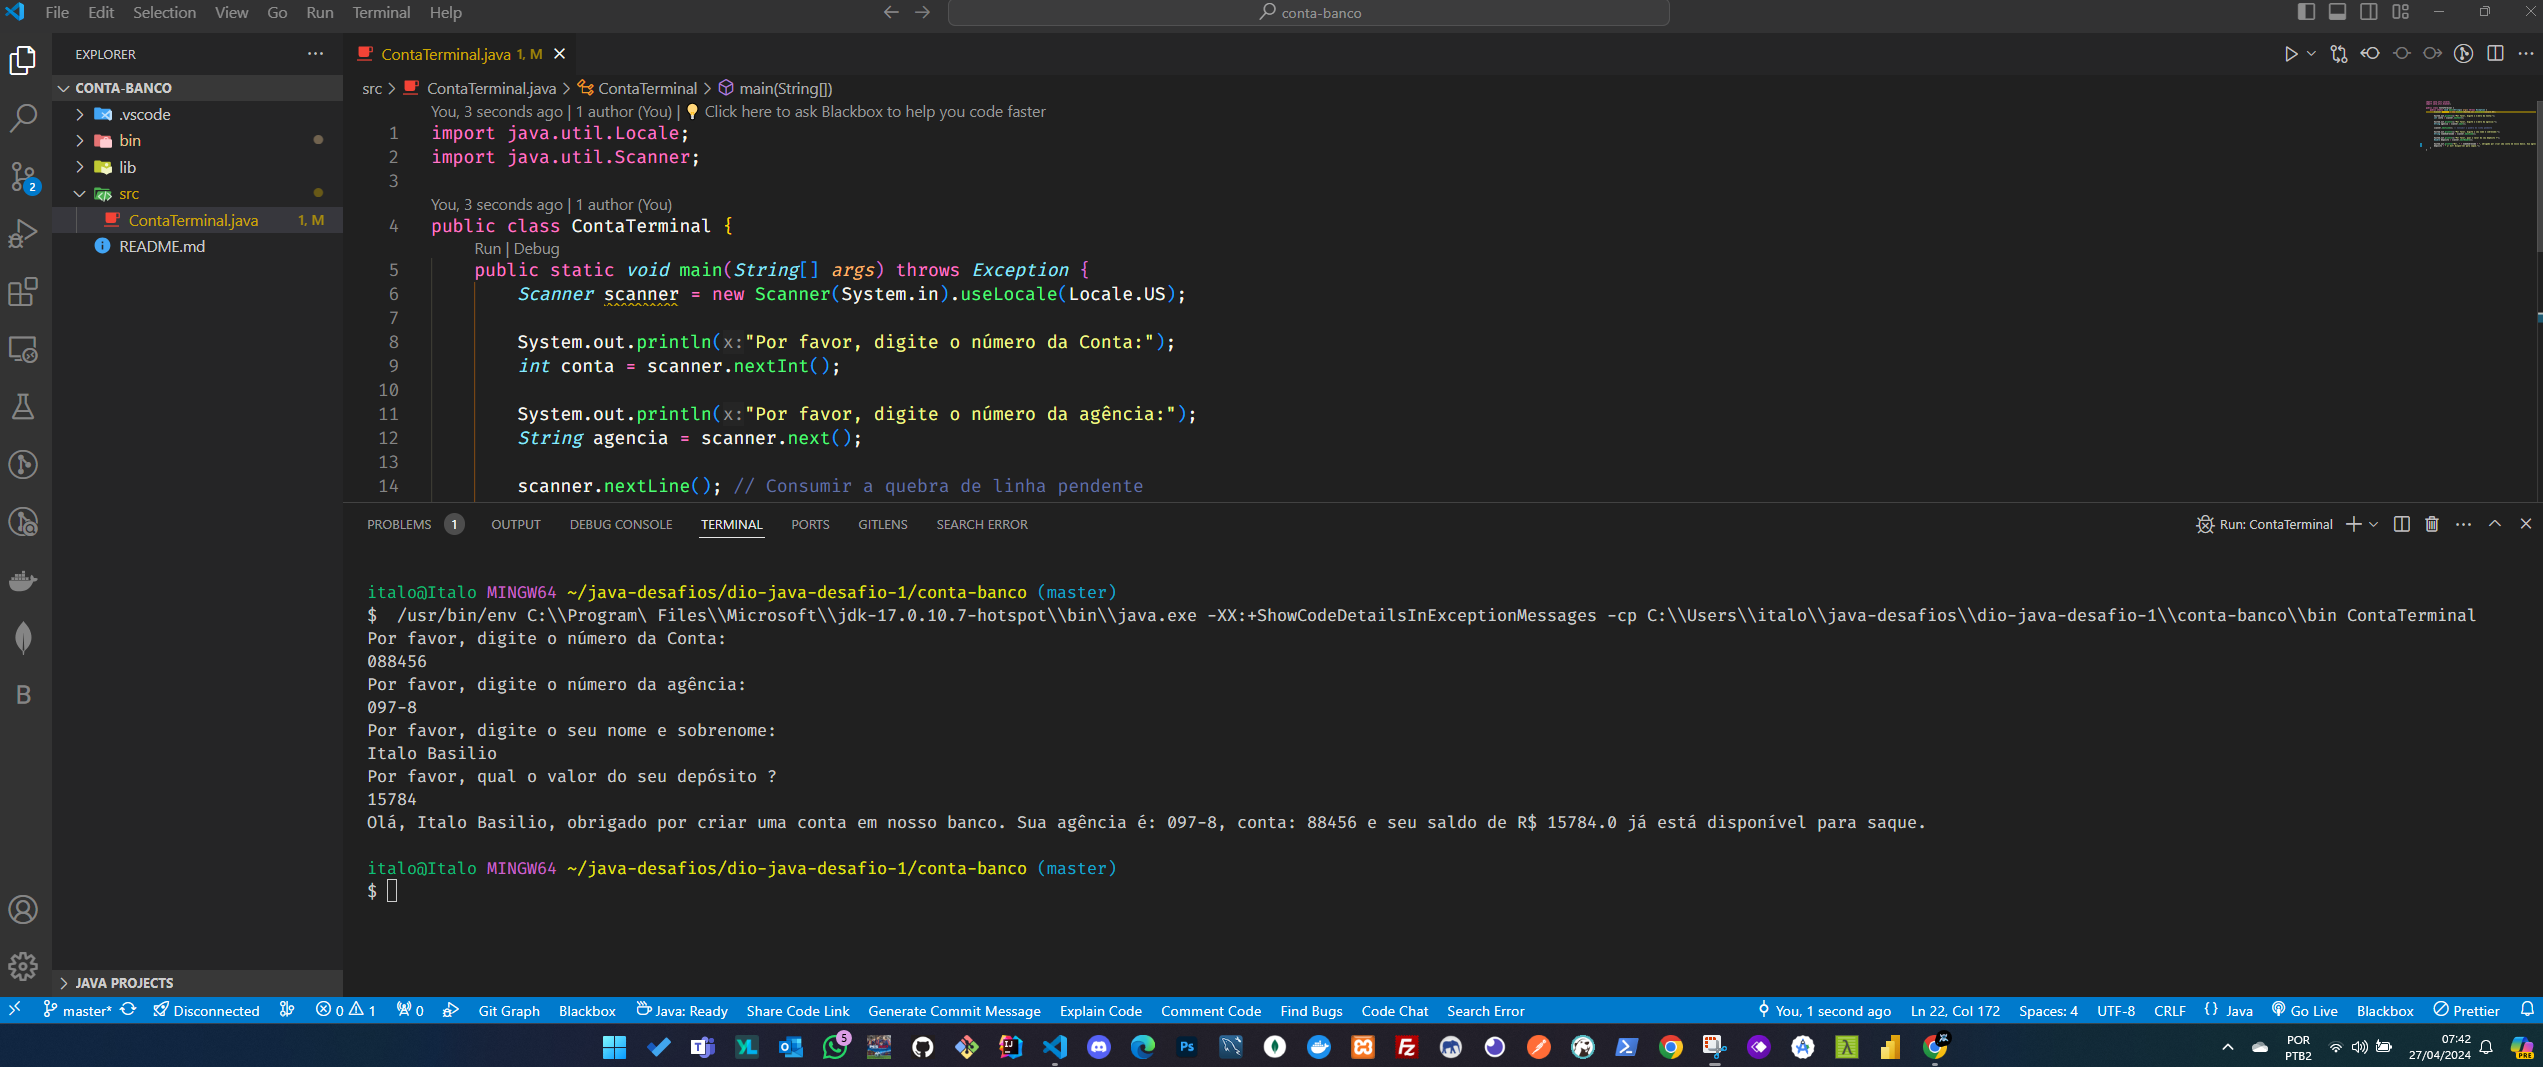 File Edit Selection View Go Run Terminal Help
conta-banco
EXPLORER
CONTA-BANCO
.vscode
bin
lib
src
ContaTerminal.java 1, M
README.md
JAVA PROJECTS
ContaTerminal.java 1, M
src > ContaTerminal.java > ContaTerminal > main(String[])
You, 3 seconds ago | 1 author (You) | Click here to ask Blackbox to help you code faster
1 import java.util.Locale;
2 import java.util.Scanner;
3
You, 3 seconds ago | 1 author (You)
4 public class ContaTerminal {
Run | Debug
5 public static void main(String[] args) throws Exception {
6 Scanner scanner = new Scanner(System.in).useLocale(Locale.US);
7
8 System.out.println(x:"Por favor, digite o número da Conta:");
9 int conta = scanner.nextInt();
10
11 System.out.println(x:"Por favor, digite o número da agência:");
12 String agencia = scanner.next();
13
14 scanner.nextLine(); // Consumir a quebra de linha pendente
PROBLEMS 1 OUTPUT DEBUG CONSOLE TERMINAL PORTS GITLENS SEARCH ERROR
Run: ContaTerminal
italo@Italo MINGW64 ~/java-desafios/dio-java-desafio-1/conta-banco (master)
$ /usr/bin/env C:\\Program\ Files\\Microsoft\\jdk-17.0.10.7-hotspot\\bin\\java.exe -XX:+ShowCodeDetailsInExceptionMessages -cp C:\\Users\\italo\\java-desafios\\dio-java-desafio-1\\conta-banco\\bin ContaTerminal
Por favor, digite o número da Conta:
088456
Por favor, digite o número da agência:
097-8
Por favor, digite o seu nome e sobrenome:
Italo Basilio
Por favor, qual o valor do seu depósito ?
15784
Olá, Italo Basilio, obrigado por criar uma conta em nosso banco. Sua agência é: 097-8, conta: 88456 e seu saldo de R$ 15784.0 já está disponível para saque.
italo@Italo MINGW64 ~/java-desafios/dio-java-desafio-1/conta-banco (master)
$
2
B
master* Disconnected 0 1 0 Git Graph Blackbox Java: Ready Share Code Link Generate Commit Message Explain Code Comment Code Find Bugs Code Chat Search Error
You, 1 second ago Ln 22, Col 172 Spaces: 4 UTF-8 CRLF {} Java Go Live Blackbox Prettier
5
POR
PTB2
07:42
27/04/2024